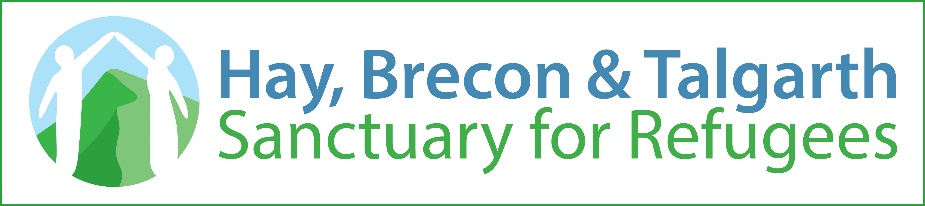 Hay, Brecon & Talgarth
Sanctuary for Refugees